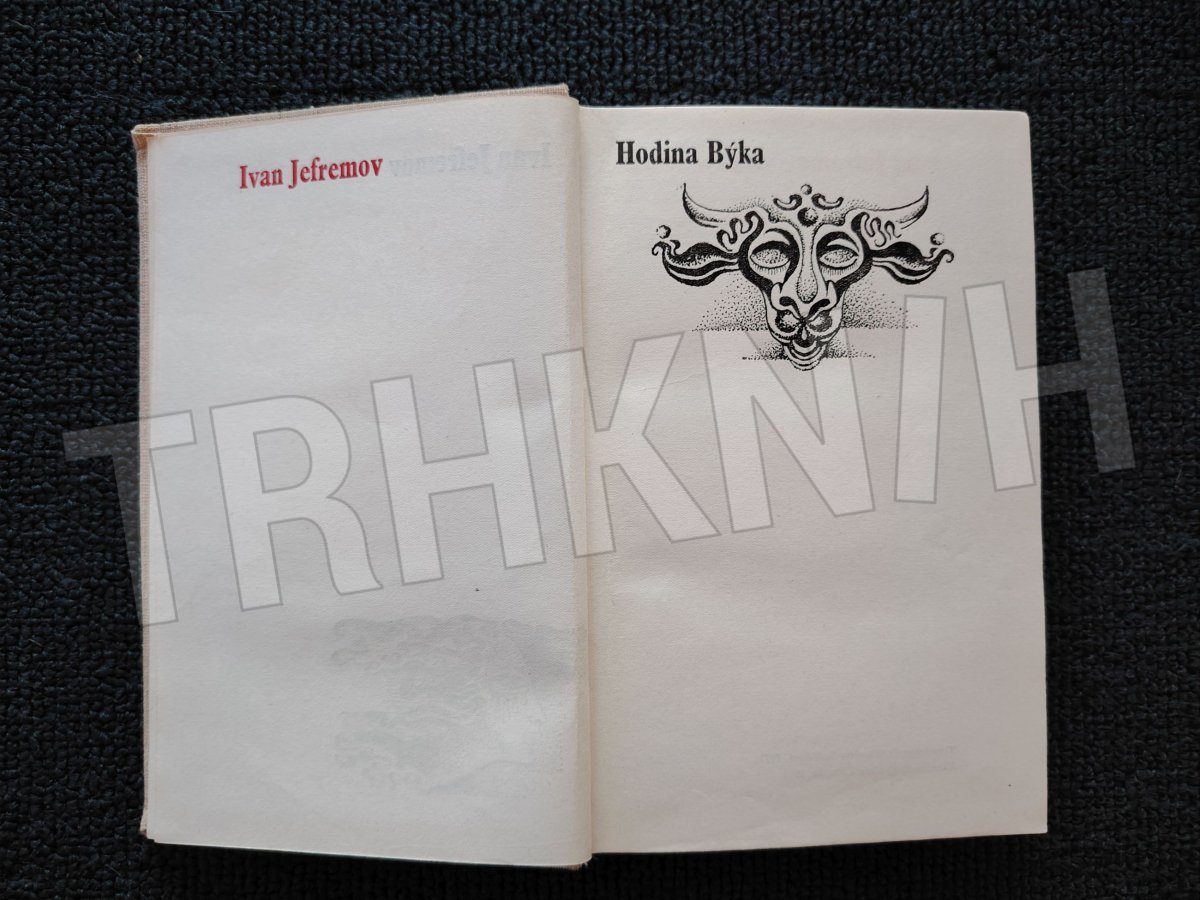 Ivan Jefremov
Hodina Býka
TRHKNIH